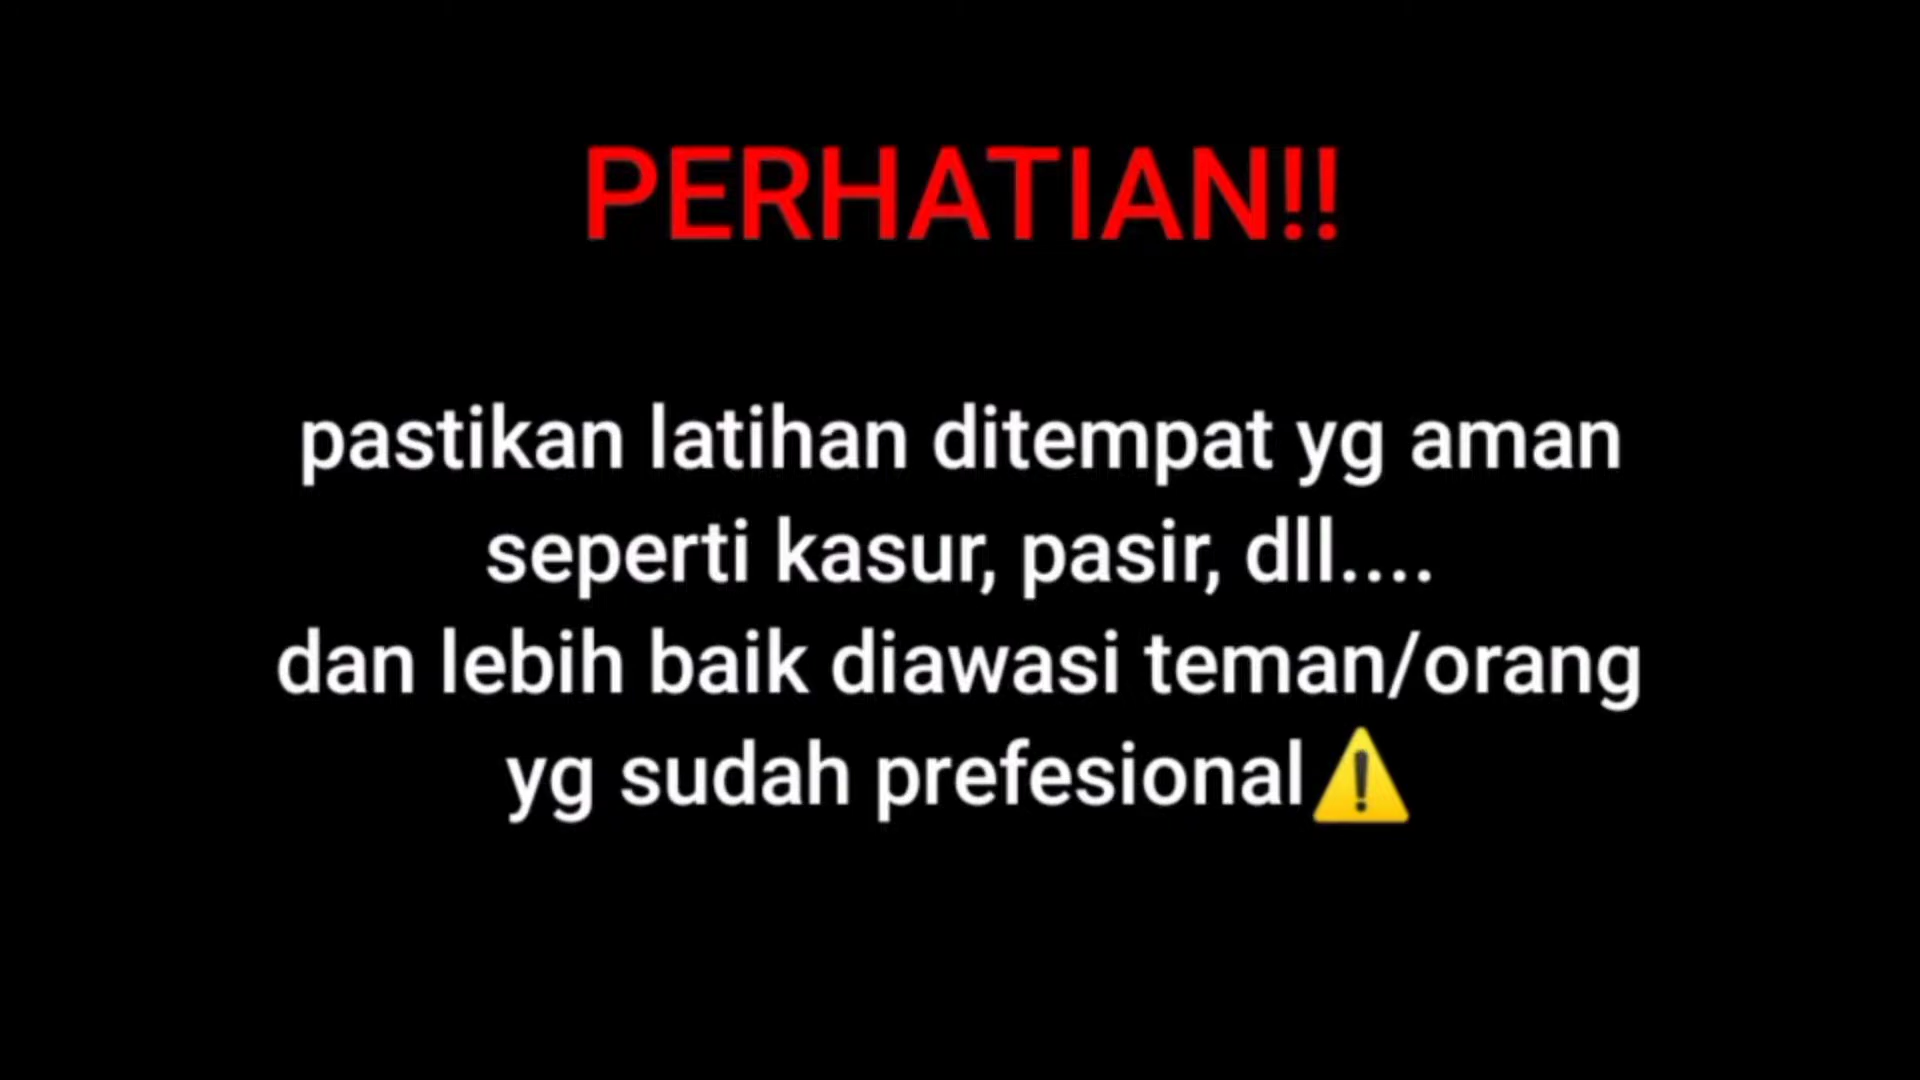 PERHATIAN!!
pastikan latihan ditempat yg aman
seperti kasur, pasir, dll....
dan lebih baik diawasi teman/orang
yg sudah prefesional⚠️